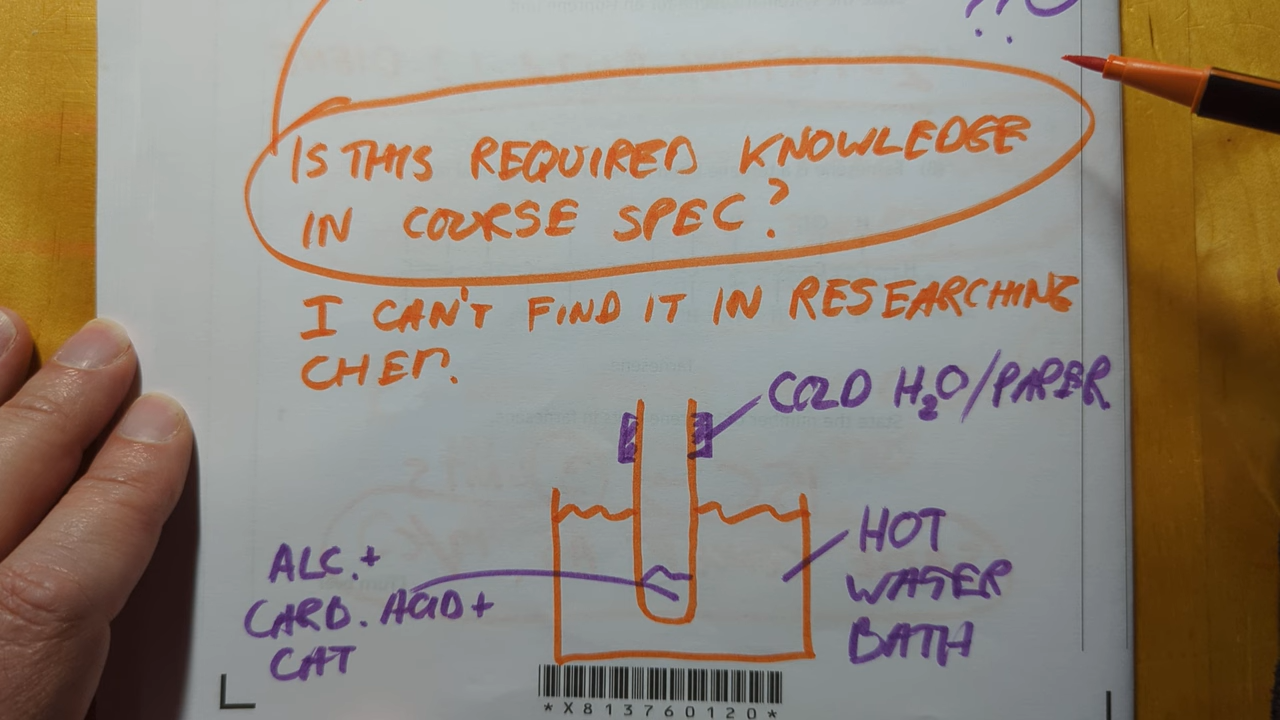 IS THIS REQUIRED KNOWLEDGE
IN COURSE SPEC?
I CAN'T FIND IT IN RESEARCHING
CHEM.
COLD H₂O/PAPER
HOT
WATER
BATH
ALC. +
CARB. ACID +
CAT
*X813760120*